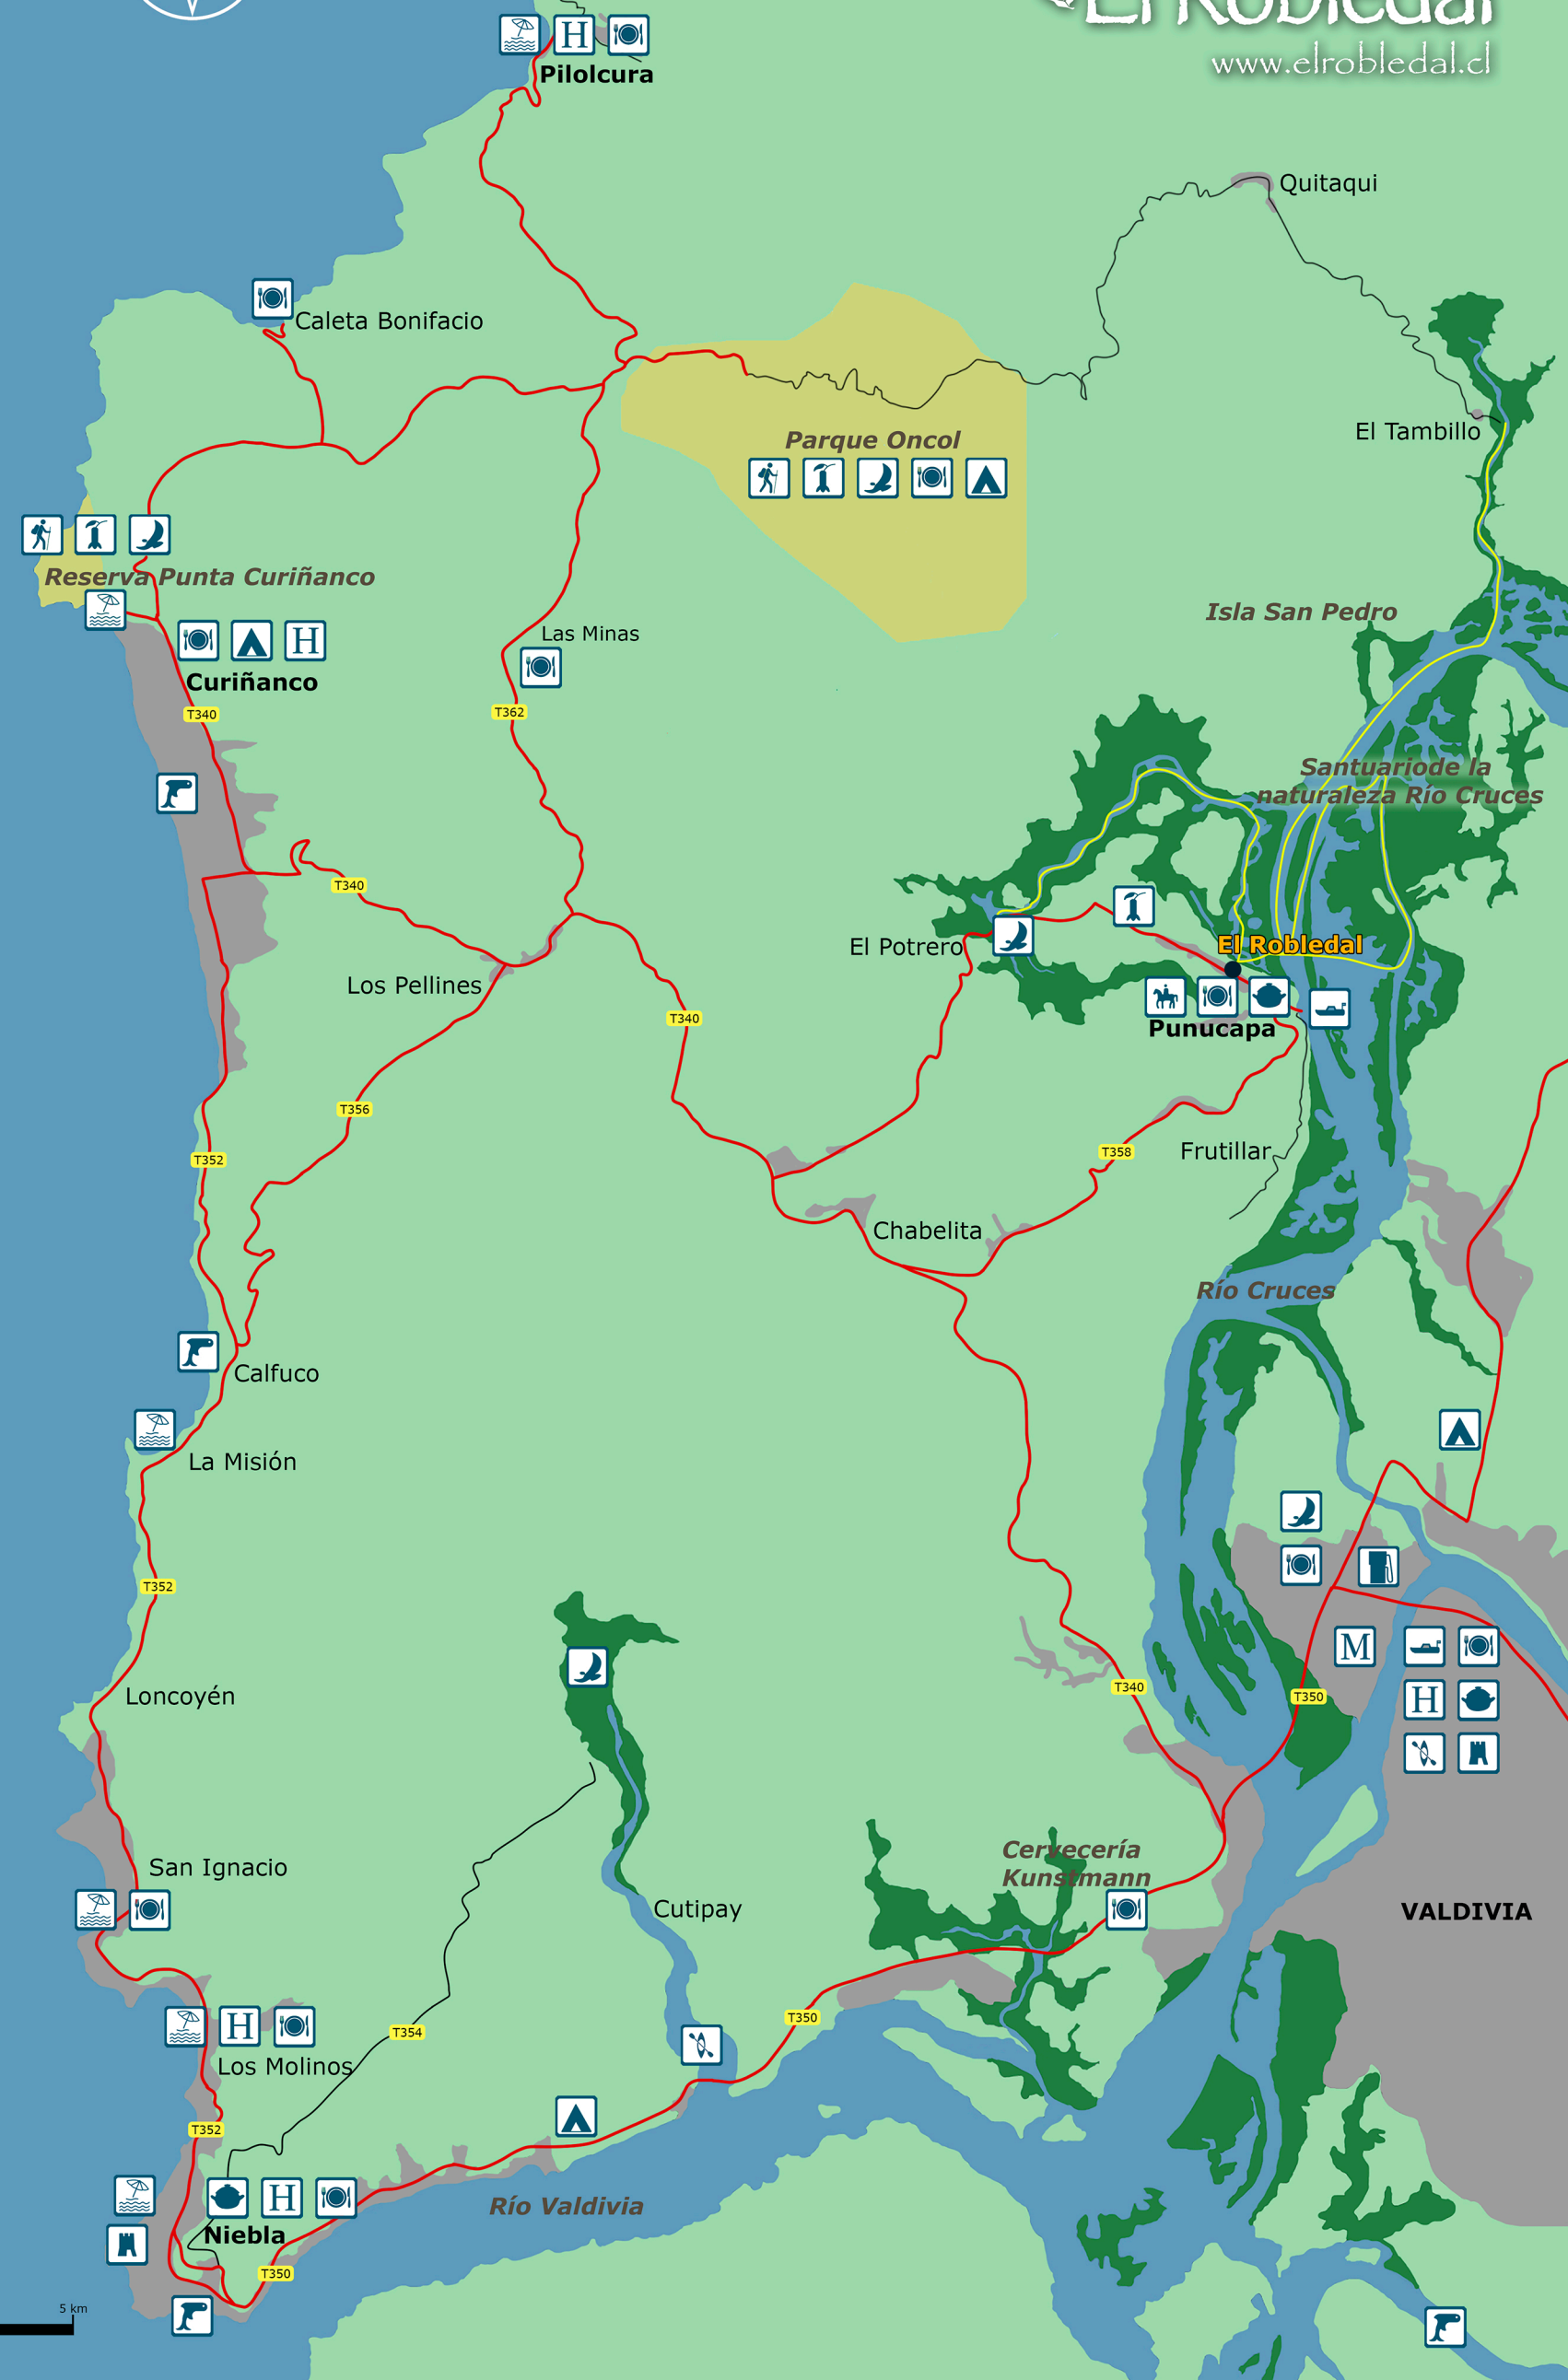 El Robledal
www.elrobledal.cl
Pilolcura
Quitaqui
Caleta Bonifacio
Parque Oncol
El Tambillo
Reserva Punta Curiñanco
Isla San Pedro
H
Las Minas
Curiñanco
T340
T362
Santuariode la
naturaleza Río Cruces
T340
El Robledal
El Potrero
Los Pellines
T340
Punucapa
T356
T358
Frutillar
T352
Chabelita
Río Cruces
Calfuco
La Misión
T352
M
T340
T350
H
Loncoyén
Cervecería
Kunstmann
San Ignacio
Cutipay
VALDIVIA
T350
H
T354
Los Molinos
T352
H
Río Valdivia
Niebla
T350
5 km
H